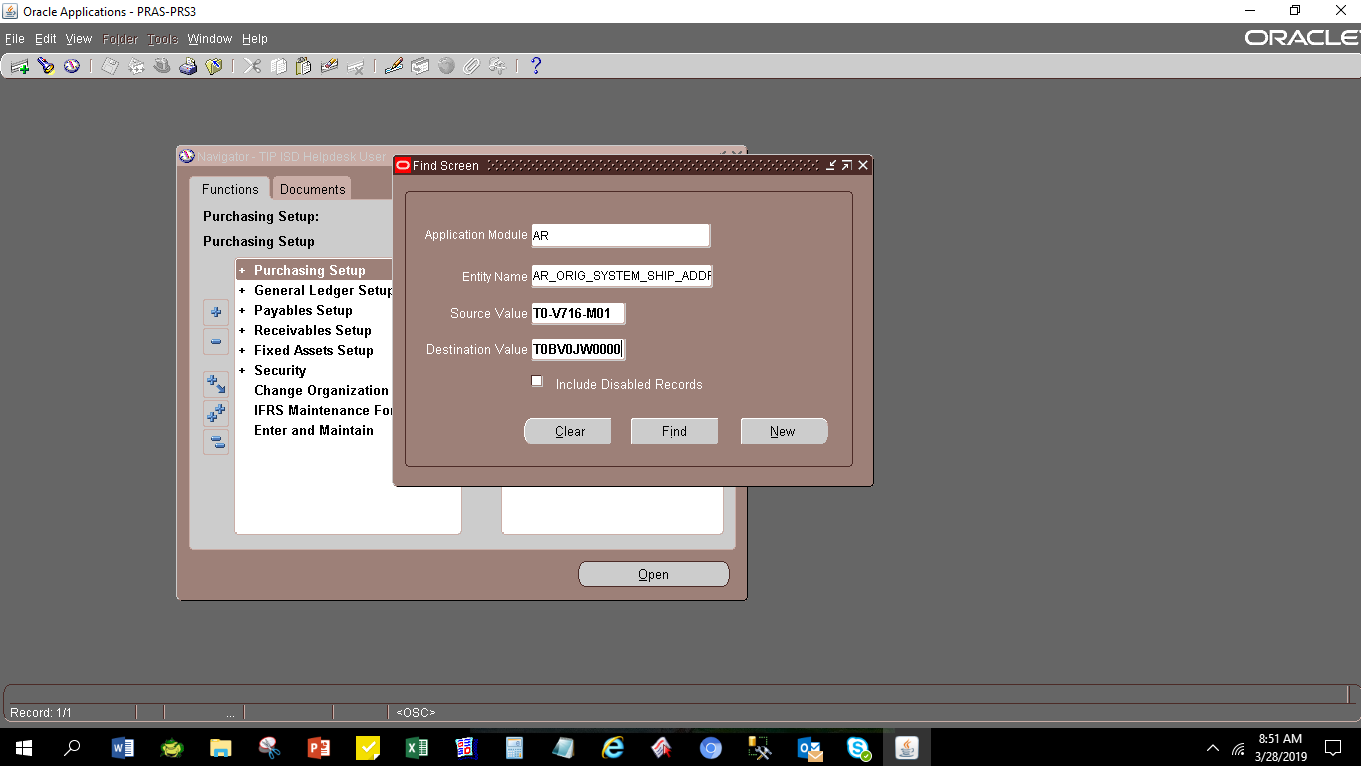 Oracle Applications - PRAS-PRS3
File Edit View Folder Tools Window Help
ORACLE
Navigator - TIP ISD Helpdesk User
Find Screen
Functions Documents
Purchasing Setup:
Purchasing Setup
+ Purchasing Setup
+ General Ledger Setup
+ Payables Setup
+ Receivables Setup
+ Fixed Assets Setup
+ Security
Change Organization
IFRS Maintenance For
Enter and Maintain
Application Module AR
Entity Name AR_ORIG_SYSTEM_SHIP_ADDR
Source Value T0-V716-M01
Destination Value T0BV0JW0000
Include Disabled Records
Clear Find New
Open
Record: 1/1 ... <OSC>
8:51 AM
3/28/2019